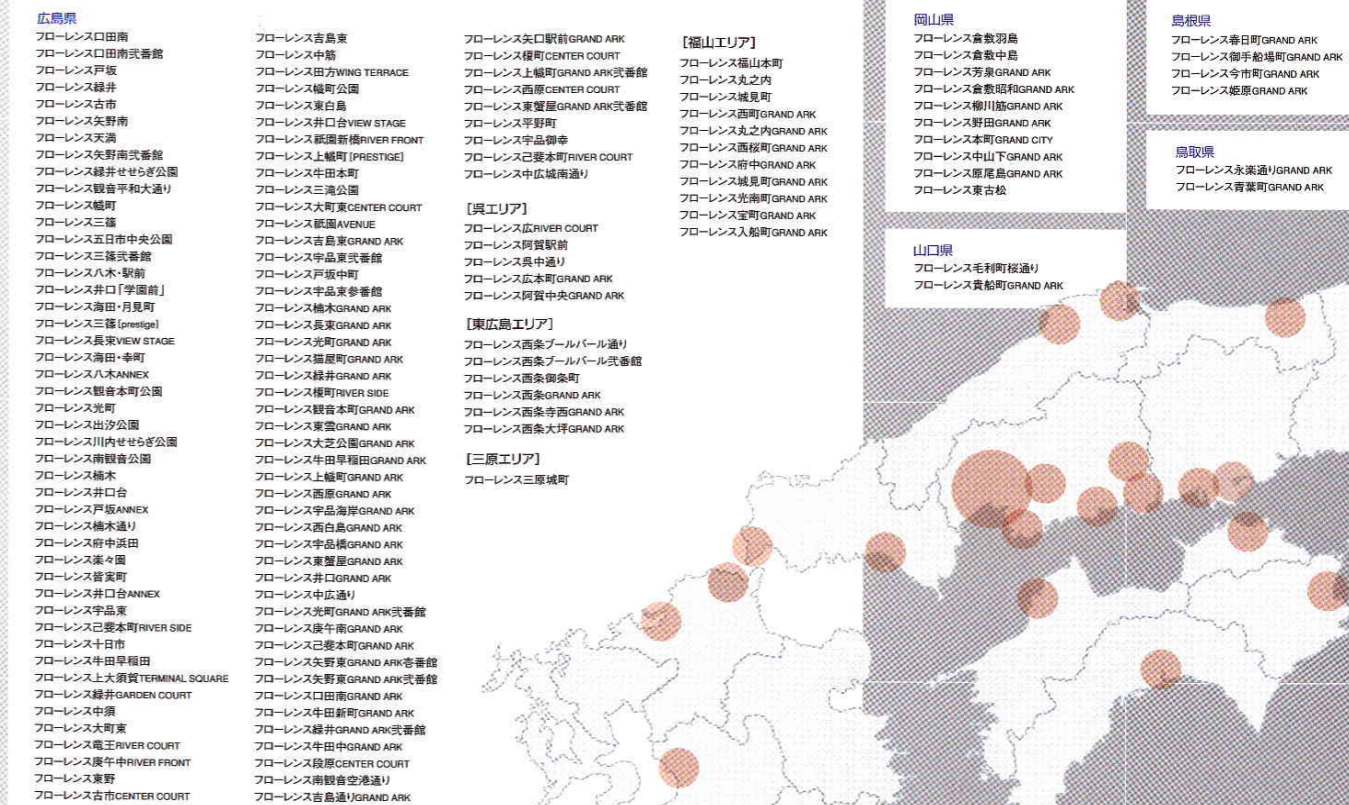 広島県
フローレンス口田南
フローレンス口田南弐番館
フローレンス戸坂
フローレンス緑井
フローレンス古市
フローレンス矢野南
フローレンス天満
フローレンス矢野南弐番館
フローレンス緑井せせらぎ公園
フローレンス観音平和大通り
フローレンス幟町
フローレンス三篠
フローレンス五日市中央公園
フローレンス三篠弐番館
フローレンス八木・駅前
フローレンス井口「学園前」
フローレンス海田・月見町
フローレンス三篠[prestige]
フローレンス長束VIEW STAGE
フローレンス海田・幸町
フローレンス八木ANNEX
フローレンス観音本町公園
フローレンス光町
フローレンス出汐公園
フローレンス川内せせらぎ公園
フローレンス南観音公園
フローレンス楠木
フローレンス井口台
フローレンス戸坂ANNEX
フローレンス楠木通り
フローレンス府中浜田
フローレンス楽々園
フローレンス皆実町
フローレンス井口台ANNEX
フローレンス宇品東
フローレンス己斐本町RIVER SIDE
フローレンス十日市
フローレンス牛田早稲田
フローレンス上大須賀TERMINAL SQUARE
フローレンス緑井GARDEN COURT
フローレンス中須
フローレンス大町東
フローレンス竜王RIVER COURT
フローレンス庚午中RIVER FRONT
フローレンス東野
フローレンス古市CENTER COURT
フローレンス吉島東
フローレンス中筋
フローレンス田方WING TERRACE
フローレンス幟町公園
フローレンス東白島
フローレンス井口台VIEW STAGE
フローレンス祇園新橋RIVER FRONT
フローレンス上幟町[PRESTIGE]
フローレンス牛田本町
フローレンス三滝公園
フローレンス大町東CENTER COURT
フローレンス祇園AVENUE
フローレンス吉島東GRAND ARK
フローレンス宇品東弐番館
フローレンス戸坂中町
フローレンス宇品東参番館
フローレンス楠木GRAND ARK
フローレンス長束GRAND ARK
フローレンス光町GRAND ARK
フローレンス猫屋町GRAND ARK
フローレンス緑井GRAND ARK
フローレンス榎町RIVER SIDE
フローレンス観音本町GRAND ARK
フローレンス東雲GRAND ARK
フローレンス大芝公園GRAND ARK
フローレンス牛田早稲田GRAND ARK
フローレンス上幟町GRAND ARK
フローレンス西原GRAND ARK
フローレンス宇品海岸GRAND ARK
フローレンス西白島GRAND ARK
フローレンス宇品橋GRAND ARK
フローレンス東蟹屋GRAND ARK
フローレンス井口GRAND ARK
フローレンス中広通り
フローレンス光町GRAND ARK弐番館
フローレンス庚午南GRAND ARK
フローレンス己斐本町GRAND ARK
フローレンス矢野東GRAND ARK壱番館
フローレンス矢野東GRAND ARK弐番館
フローレンス口田南GRAND ARK
フローレンス牛田新町GRAND ARK
フローレンス緑井GRAND ARK弐番館
フローレンス牛田中GRAND ARK
フローレンス段原CENTER COURT
フローレンス南観音空港通り
フローレンス吉島通りGRAND ARK
フローレンス矢口駅前GRAND ARK
フローレンス榎町CENTER COURT
フローレンス上幟町GRAND ARK弐番館
フローレンス西原CENTER COURT
フローレンス東蟹屋GRAND ARK弐番館
フローレンス平野町
フローレンス宇品御幸
フローレンス己斐本町RIVER COURT
フローレンス中広城南通り
[呉エリア]
フローレンス広RIVER COURT
フローレンス阿賀駅前
フローレンス呉中通り
フローレンス広本町GRAND ARK
フローレンス阿賀中央GRAND ARK
[東広島エリア]
フローレンス西条ブールバール通り
フローレンス西条ブールバール弐番館
フローレンス西条御条町
フローレンス西条GRAND ARK
フローレンス西条寺西GRAND ARK
フローレンス西条大坪GRAND ARK
[三原エリア]
フローレンス三原城町
[福山エリア]
フローレンス福山本町
フローレンス丸之内
フローレンス城見町
フローレンス西町GRAND ARK
フローレンス丸之内GRAND ARK
フローレンス西桜町GRAND ARK
フローレンス府中GRAND ARK
フローレンス城見町GRAND ARK
フローレンス光南町GRAND ARK
フローレンス宝町GRAND ARK
フローレンス入船町GRAND ARK
岡山県
フローレンス倉敷羽島
フローレンス倉敷中島
フローレンス芳泉GRAND ARK
フローレンス倉敷昭和GRAND ARK
フローレンス柳川筋GRAND ARK
フローレンス野田GRAND ARK
フローレンス本町GRAND CITY
フローレンス中山下GRAND ARK
フローレンス原尾島GRAND ARK
フローレンス東古松
山口県
フローレンス毛利町桜通り
フローレンス貴船町GRAND ARK
島根県
フローレンス春日町GRAND ARK
フローレンス御手船場町GRAND ARK
フローレンス今市町GRAND ARK
フローレンス姫原GRAND ARK
鳥取県
フローレンス永楽通りGRAND ARK
フローレンス青葉町GRAND ARK